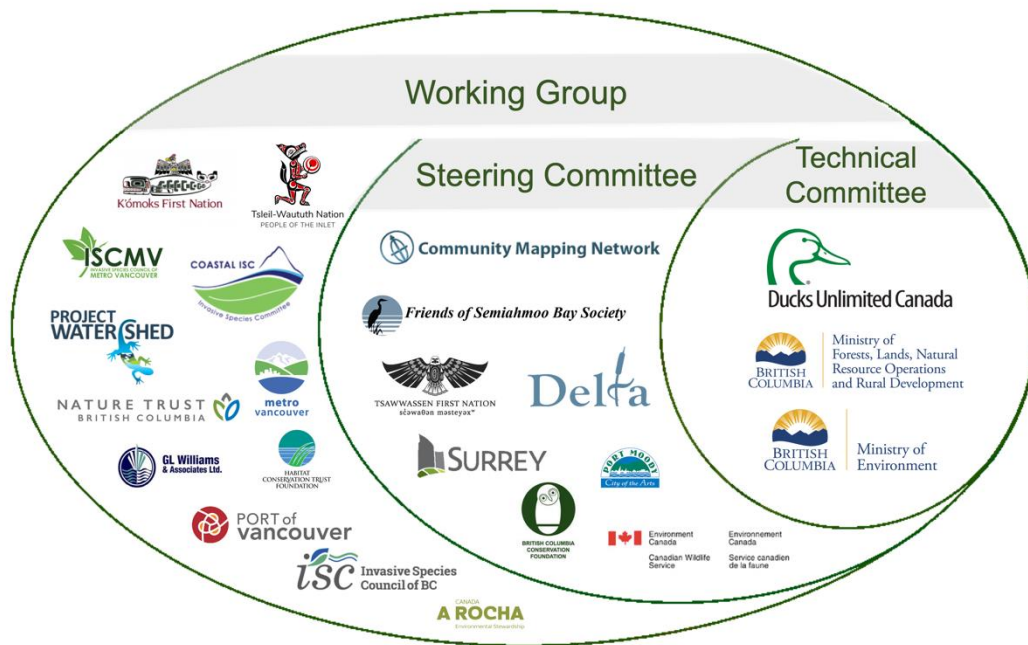 Working Group
Steering Committee
Technical
Committee
K'ómoks First Nation
Tsleil-Waututh Nation
PEOPLE OF THE INLET
ISCMV
INVASIVE SPECIES COUNCIL OF
METRO VANCOUVER
COASTAL ISC
Invasive Species Committee
PROJECT
WATERSHED
metro
vancouver
NATURE TRUST
BRITISH COLUMBIA
GL Williams
& Associates Ltd.
HABITAT
CONSERVATION TRUST
FOUNDATION
PORT of
vancouver
isc Invasive Species
Council of BC
CANADA
A ROCHA
Environmental Stewardship
Community Mapping Network
Friends of Semiahmoo Bay Society
TSAWWASSEN FIRST NATION
sc̓əwaθən məsteyəxʷ
Delta
SURREY
PORT MOODY
City of the Arts
BRITISH COLUMBIA
CONSERVATION
FOUNDATION
Environment
Canada
Canadian Wildlife
Service
Environnement
Canada
Service canadien
de la faune
Ducks Unlimited Canada
BRITISH
COLUMBIA
Ministry of
Forests, Lands, Natural
Resource Operations
and Rural Development
BRITISH
COLUMBIA
Ministry of
Environment